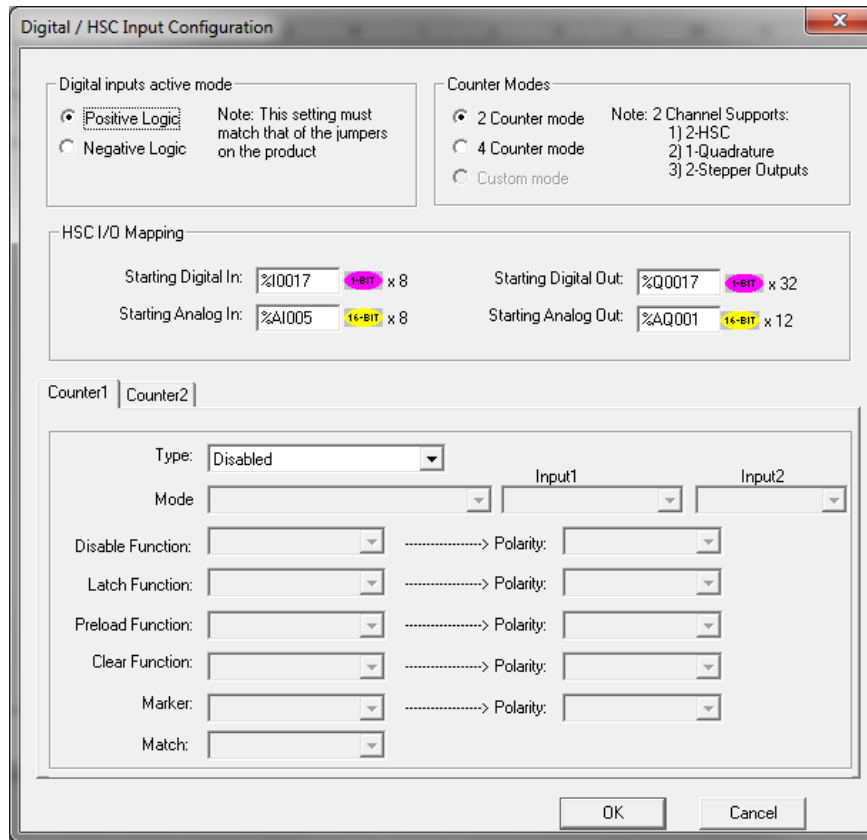 Digital / HSC Input Configuration
Digital inputs active mode
Positive Logic
Negative Logic
Note: This setting must
match that of the jumpers
on the product
Counter Modes
2 Counter mode
4 Counter mode
Custom mode
Note: 2 Channel Supports:
1) 2-HSC
2) 1-Quadrature
3) 2-Stepper Outputs
HSC I/O Mapping
Starting Digital In: %I0017 1-BIT x 8
Starting Digital Out: %Q0017 1-BIT x 32
Starting Analog In: %AI005 16-BIT x 8
Starting Analog Out: %AQ001 16-BIT x 12
Counter1 Counter2
Type: Disabled
Input1 Input2
Mode
Disable Function: -----------------> Polarity:
Latch Function: -----------------> Polarity:
Preload Function: -----------------> Polarity:
Clear Function: -----------------> Polarity:
Marker: -----------------> Polarity:
Match:
OK Cancel